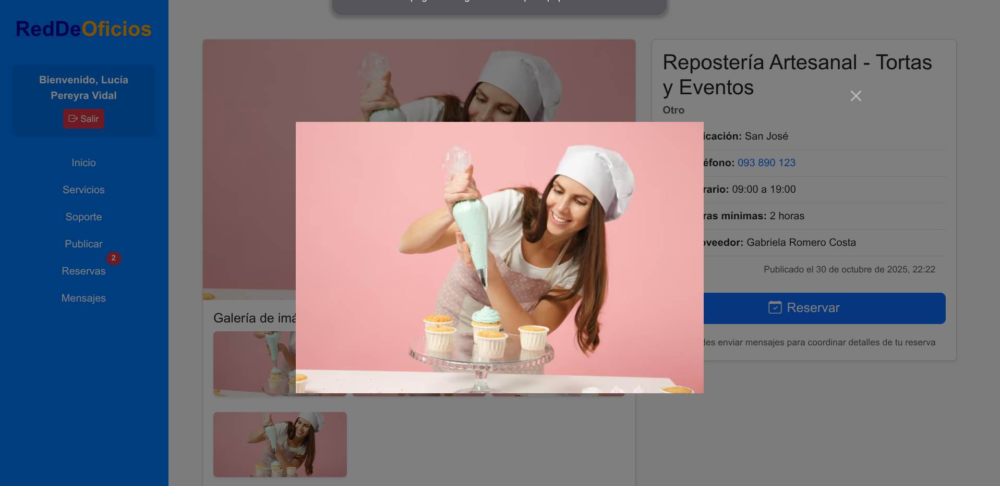 RedDeOficios
Bienvenido, Lucía
Pereyra Vidal
Salir
Inicio
Servicios
Soporte
Publicar
2
Reservas
Mensajes
Galería de imá
Repostería Artesanal - Tortas
y Eventos
Otro
icación: San José
éfono: 093 890 123
rario: 09:00 a 19:00
ras mínimas: 2 horas
oveedor: Gabriela Romero Costa
Publicado el 30 de octubre de 2025, 22:22
Reservar
des enviar mensajes para coordinar detalles de tu reserva